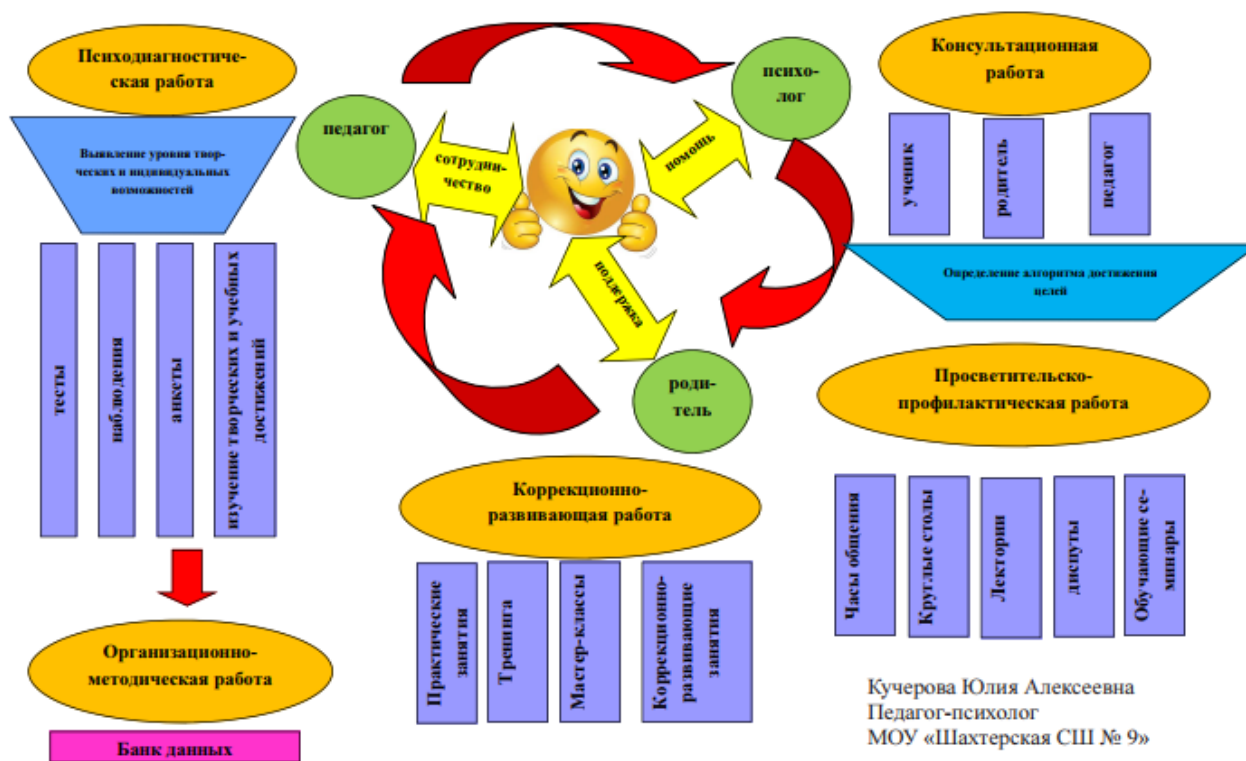 Психодиагностиче-
ская работа
Выявление уровня твор-
ческих и индивидуальных
возможностей
тесты
наблюдения
анкеты
изучение творческих и учебных
достижений
Организационно-
методическая работа
Банк данных
педагог
психо-
лог
роди-
тель
сотрудни-
чество
помощь
поддержка
Коррекционно-
развивающая работа
Практические
занятия
Тренинга
Мастер-классы
Коррекционно-
развивающие
занятия
Консультационная
работа
ученик
родитель
педагог
Определение алгоритма достижения
целей
Просветительско-
профилактическая работа
Часы общения
Круглые столы
Лектории
диспуты
Обучающие се-
минары
Кучерова Юлия Алексеевна
Педагог-психолог
МОУ «Шахтерская СШ № 9»